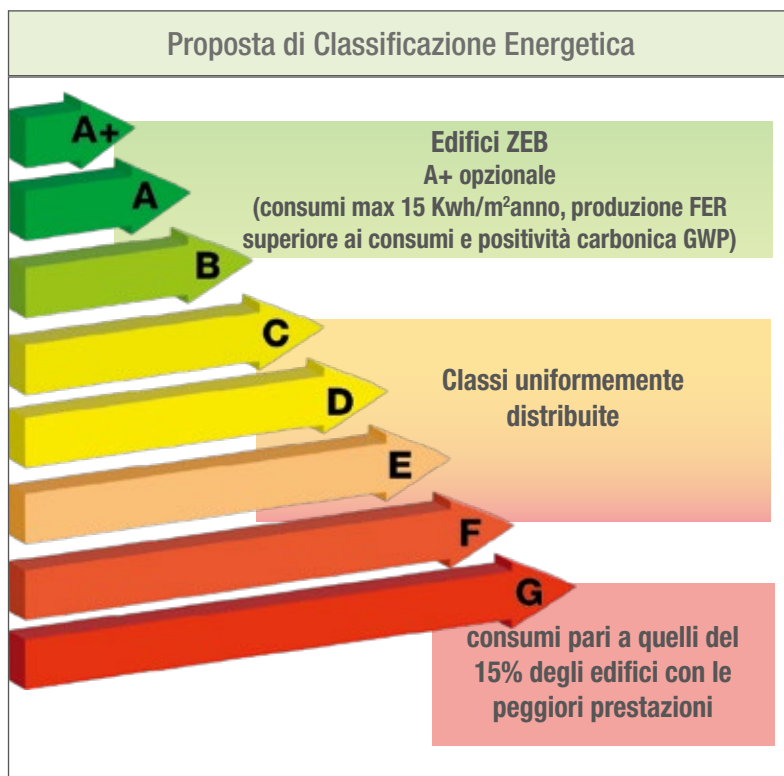 Proposta di Classificazione Energetica
A+
A
B
C
D
E
F
G
Edifici ZEB
A+ opzionale
(consumi max 15 Kwh/m²anno, produzione FER
superiore ai consumi e positività carbonica GWP)
Classi uniformemente
distribuite
consumi pari a quelli del
15% degli edifici con le
peggiori prestazioni